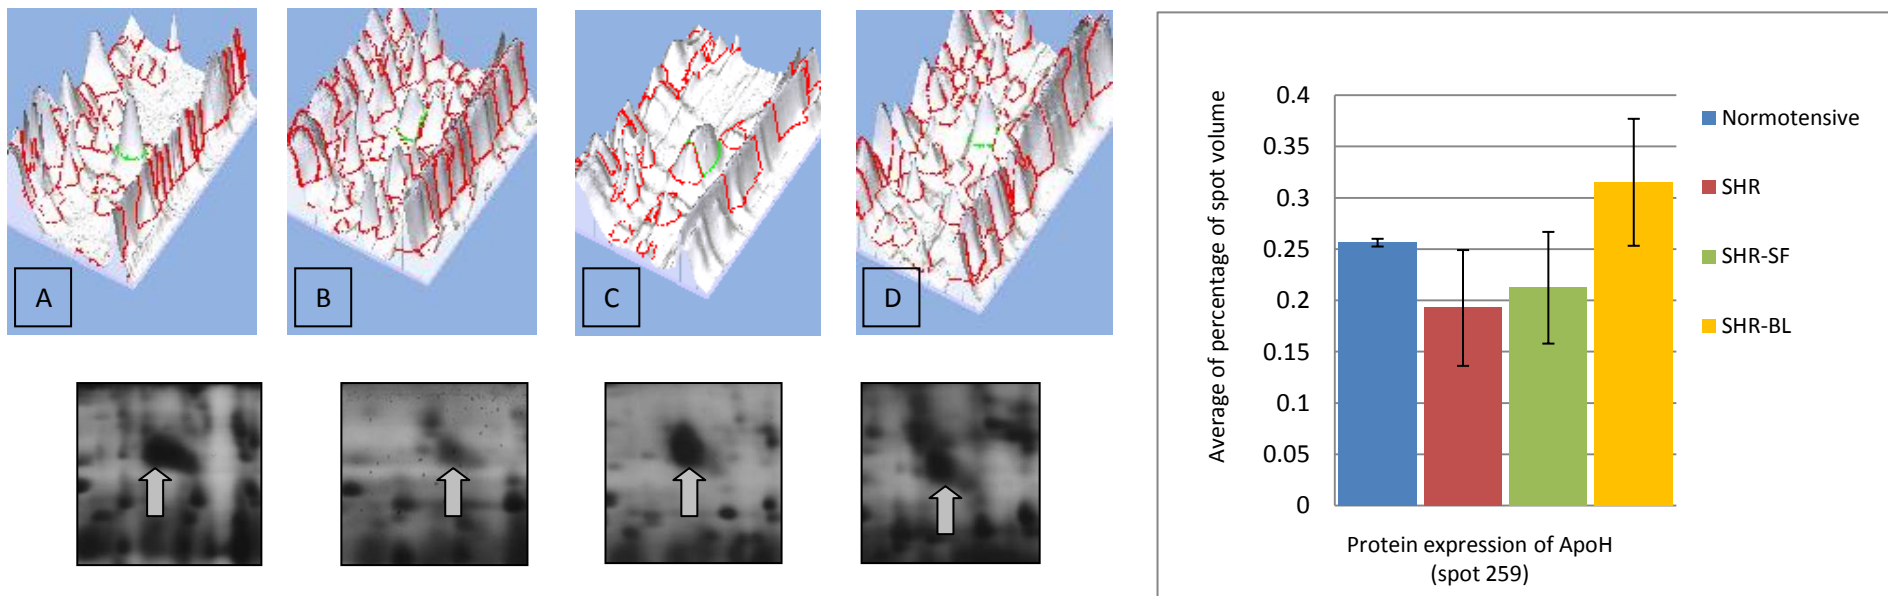 A
B
C
D
Average of percentage of spot volume
0.4
0.35
0.3
0.25
0.2
0.15
0.1
0.05
0
Protein expression of ApoH
(spot 259)
Normotensive
SHR
SHR-SF
SHR-BL